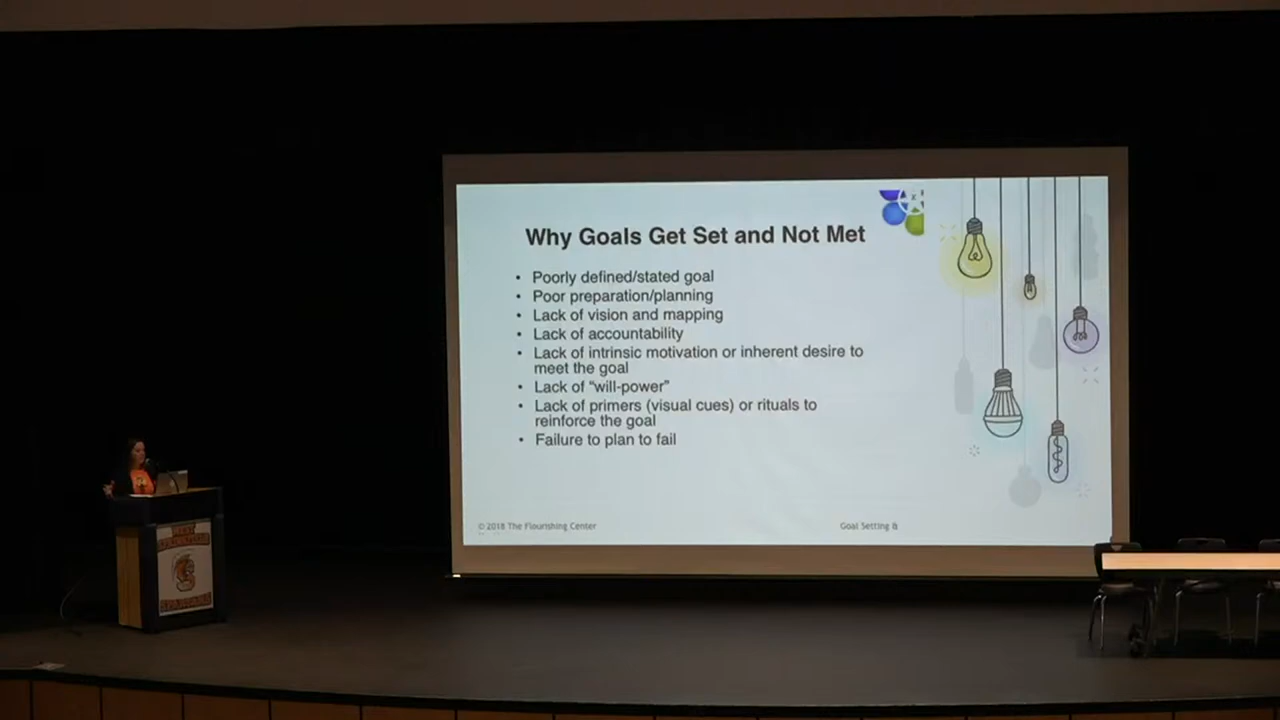 Why Goals Get Set and Not Met
• Poorly defined/stated goal
• Poor preparation/planning
• Lack of vision and mapping
• Lack of accountability
• Lack of intrinsic motivation or inherent desire to
meet the goal
• Lack of “will-power”
• Lack of primers (visual cues) or rituals to
reinforce the goal
• Failure to plan to fail
© 2018 The Flourishing Center
Goal Setting &
SPARTANS